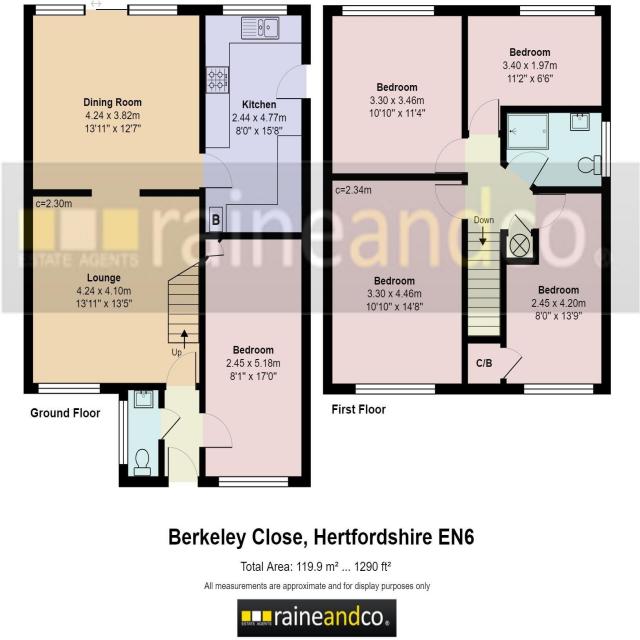 Dining Room
4.24 x 3.82m
13'11" x 12'7"
Kitchen
2.44 x 4.77m
8'0" x 15'8"
B
c=2.30m
Lounge
4.24 x 4.10m
13'11" x 13'5"
Up
Bedroom
2.45 x 5.18m
8'1" x 17'0"
Ground Floor
Bedroom
3.30 x 3.46m
10'10" x 11'4"
Bedroom
3.40 x 1.97m
11'2" x 6'6"
c=2.34m
Down
Bedroom
3.30 x 4.46m
10'10" x 14'8"
Bedroom
2.45 x 4.20m
8'0" x 13'9"
C/B
First Floor
raineandco.®
ESTATE AGENTS
Berkeley Close, Hertfordshire EN6
Total Area: 119.9 m² ... 1290 ft²
All measurements are approximate and for display purposes only
raineandco.®
ESTATE AGENTS